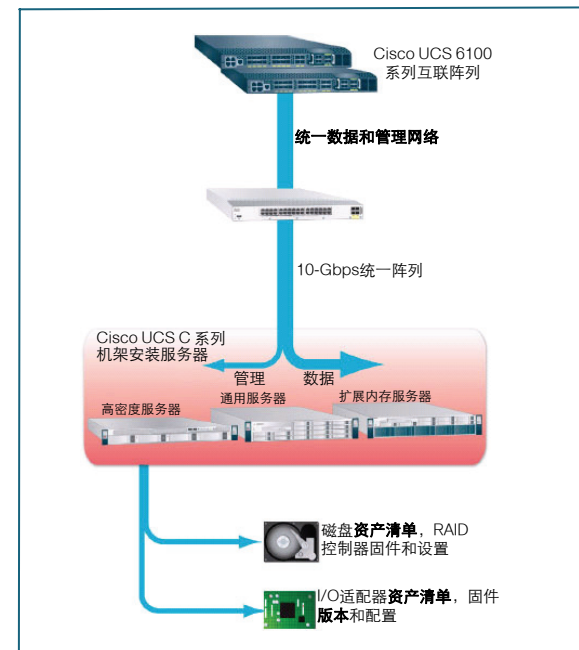 Cisco UCS 6100
系列互联阵列
统一数据和管理网络
10-Gbps统一阵列
Cisco UCS C 系列
机架安装服务器
管理
数据
高密度服务器
通用服务器
扩展内存服务器
磁盘资产清单，RAID
控制器固件和设置
I/O适配器资产清单，固件
版本和配置